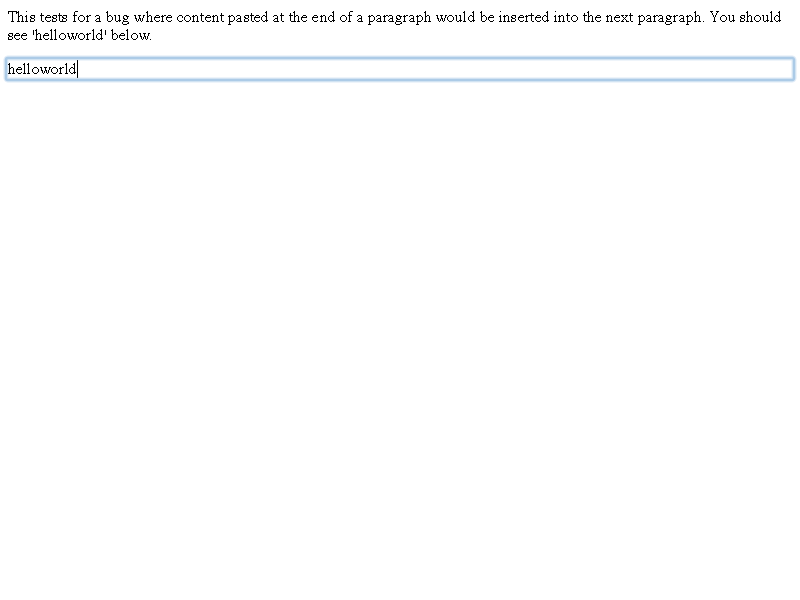 This tests for a bug where content pasted at the end of a paragraph would be inserted into the next paragraph. You should
see 'helloworld' below.
helloworld